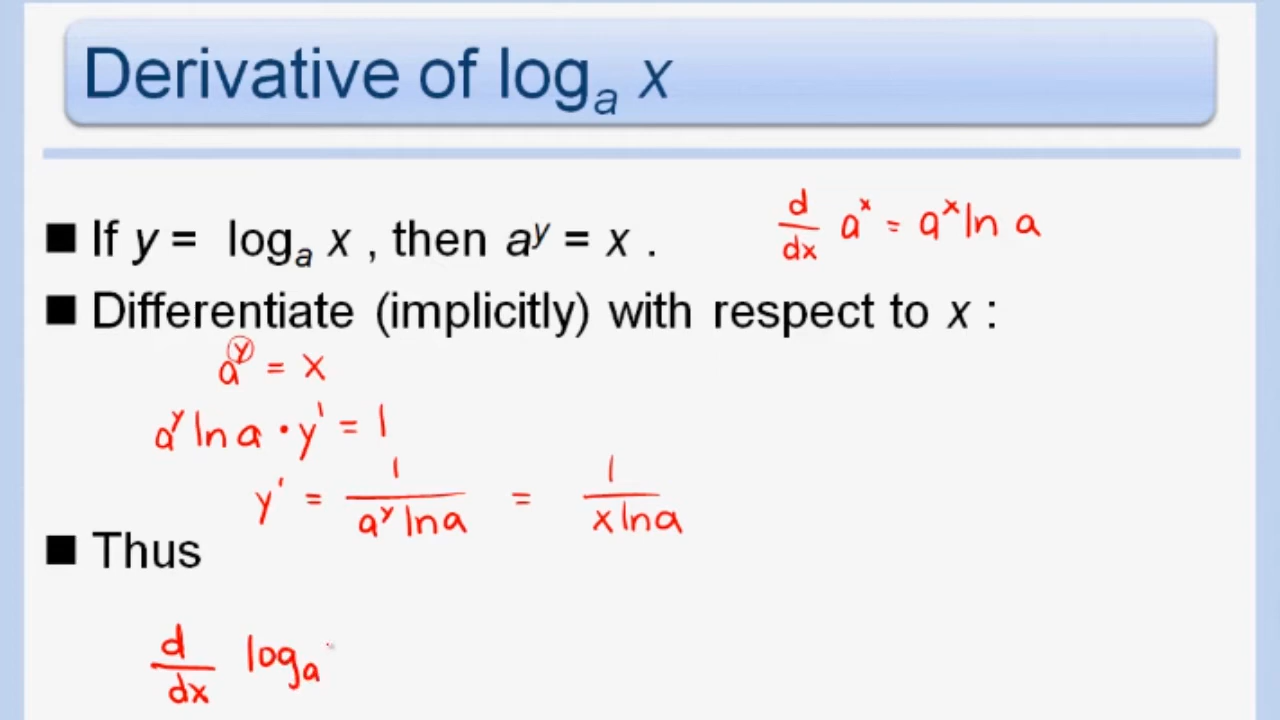 Derivative of logₐ x
■ If y = logₐ x , then aʸ = x .
d/dx aˣ = aˣ ln a
■ Differentiate (implicitly) with respect to x :
aʸ = x
aʸ ln a · y' = 1
y' = 1/(aʸ ln a) = 1/(x ln a)
■ Thus
d/dx logₐ